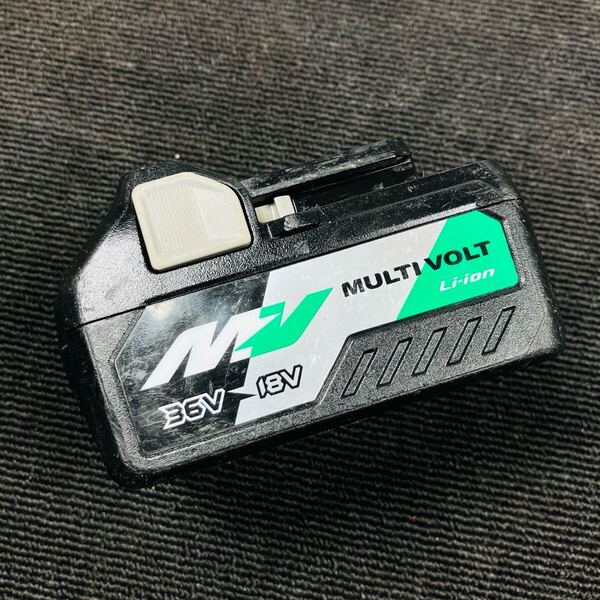 MULTI VOLT
Li-ion
MV
36V 18V